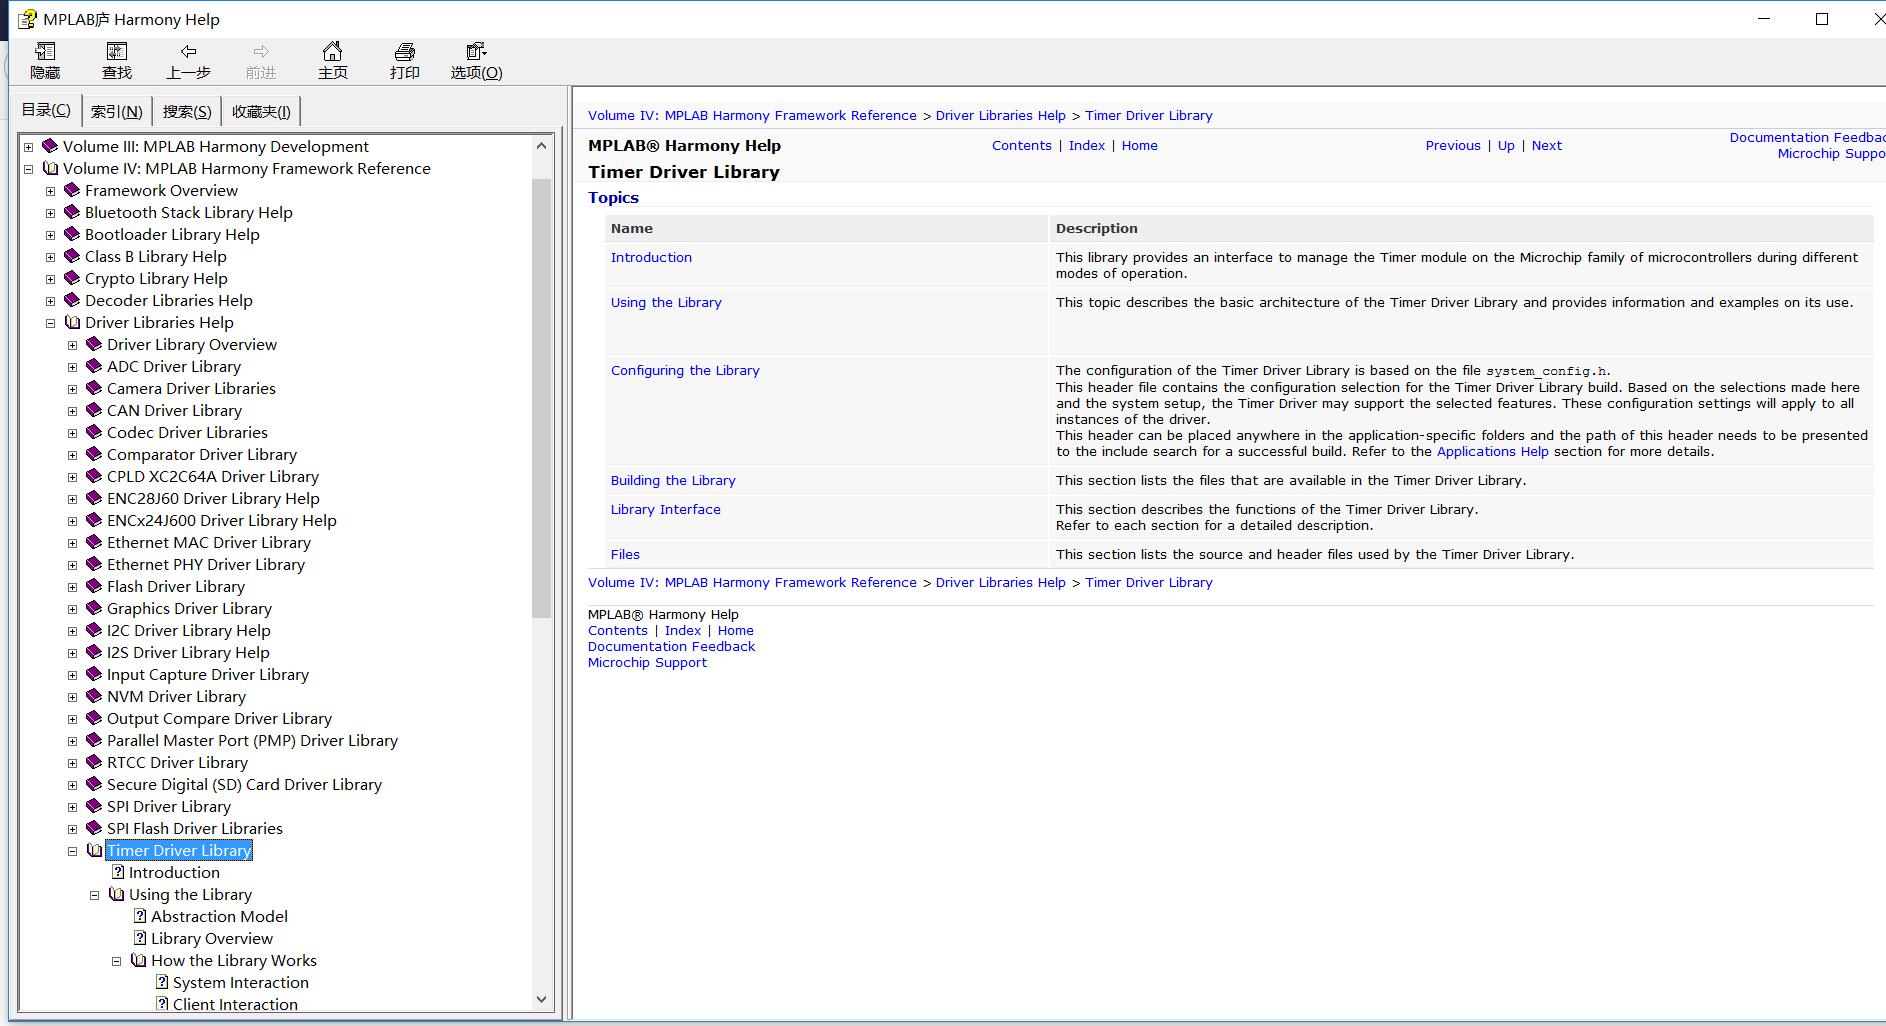 MPLAB庐 Harmony Help
隐藏 查找 上一步 前进 主页 打印 选项(O)
目录(C) 索引(N) 搜索(S) 收藏夹(I)
Volume III: MPLAB Harmony Development
Volume IV: MPLAB Harmony Framework Reference
Framework Overview
Bluetooth Stack Library Help
Bootloader Library Help
Class B Library Help
Crypto Library Help
Decoder Libraries Help
Driver Libraries Help
Driver Library Overview
ADC Driver Library
Camera Driver Libraries
CAN Driver Library
Codec Driver Libraries
Comparator Driver Library
CPLD XC2C64A Driver Library
ENC28J60 Driver Library Help
ENCx24J600 Driver Library Help
Ethernet MAC Driver Library
Ethernet PHY Driver Library
Flash Driver Library
Graphics Driver Library
I2C Driver Library Help
I2S Driver Library Help
Input Capture Driver Library
NVM Driver Library
Output Compare Driver Library
Parallel Master Port (PMP) Driver Library
RTCC Driver Library
Secure Digital (SD) Card Driver Library
SPI Driver Library
SPI Flash Driver Libraries
Timer Driver Library
Introduction
Using the Library
Abstraction Model
Library Overview
How the Library Works
System Interaction
Client Interaction
Volume IV: MPLAB Harmony Framework Reference > Driver Libraries Help > Timer Driver Library
MPLAB® Harmony Help
Contents | Index | Home
Previous | Up | Next
Documentation Feedbac
Microchip Suppo
Timer Driver Library
Topics
Name Description
Introduction
This library provides an interface to manage the Timer module on the Microchip family of microcontrollers during different
modes of operation.
Using the Library
This topic describes the basic architecture of the Timer Driver Library and provides information and examples on its use.
Configuring the Library
The configuration of the Timer Driver Library is based on the file system_config.h.
This header file contains the configuration selection for the Timer Driver Library build. Based on the selections made here
and the system setup, the Timer Driver may support the selected features. These configuration settings will apply to all
instances of the driver.
This header can be placed anywhere in the application-specific folders and the path of this header needs to be presented
to the include search for a successful build. Refer to the Applications Help section for more details.
Building the Library
This section lists the files that are available in the Timer Driver Library.
Library Interface
This section describes the functions of the Timer Driver Library.
Refer to each section for a detailed description.
Files
This section lists the source and header files used by the Timer Driver Library.
Volume IV: MPLAB Harmony Framework Reference > Driver Libraries Help > Timer Driver Library
MPLAB® Harmony Help
Contents | Index | Home
Documentation Feedback
Microchip Support